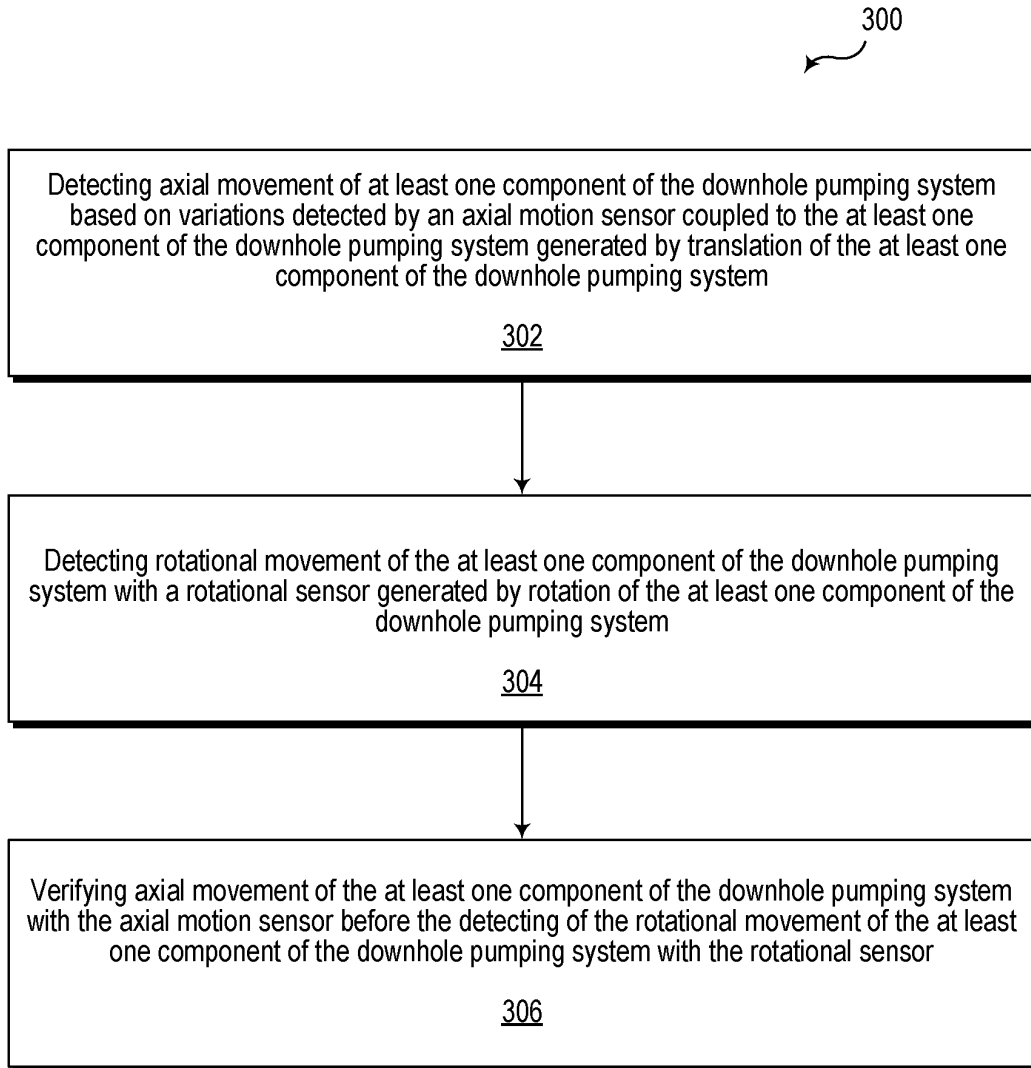 300
Detecting axial movement of at least one component of the downhole pumping system
based on variations detected by an axial motion sensor coupled to the at least one
component of the downhole pumping system generated by translation of the at least one
component of the downhole pumping system
302
Detecting rotational movement of the at least one component of the downhole pumping
system with a rotational sensor generated by rotation of the at least one component of the
downhole pumping system
304
Verifying axial movement of the at least one component of the downhole pumping system
with the axial motion sensor before the detecting of the rotational movement of the at least
one component of the downhole pumping system with the rotational sensor
306